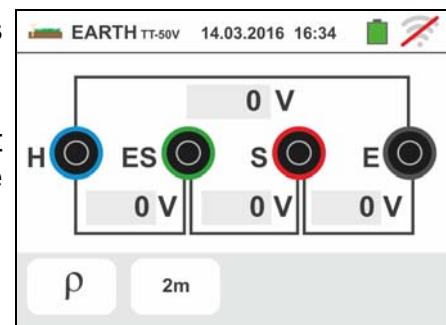 s
EARTH TT-50V 14.03.2016 16:34
t
e
0 V
H ES S E
0 V 0 V 0 V
ρ 2m